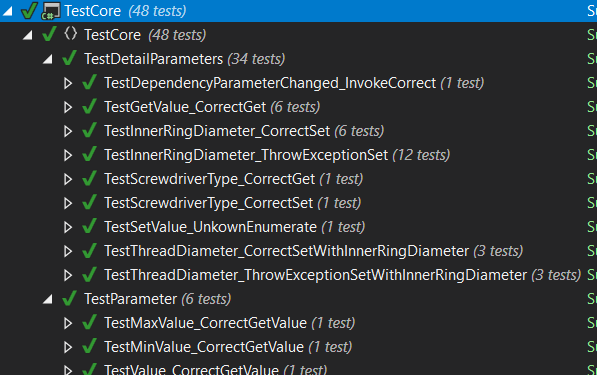 C# TestCore (48 tests) Su
{} TestCore (48 tests) Su
TestDetailParameters (34 tests) Su
TestDependencyParameterChanged_InvokeCorrect (1 test) Su
TestGetValue_CorrectGet (6 tests) Su
TestInnerRingDiameter_CorrectSet (6 tests) Su
TestInnerRingDiameter_ThrowExceptionSet (12 tests) Su
TestScrewdriverType_CorrectGet (1 test) Su
TestScrewdriverType_CorrectSet (1 test) Su
TestSetValue_UnkownEnumerate (1 test) Su
TestThreadDiameter_CorrectSetWithInnerRingDiameter (3 tests) Su
TestThreadDiameter_ThrowExceptionSetWithInnerRingDiameter (3 tests) Su
TestParameter (6 tests) Su
TestMaxValue_CorrectGetValue (1 test) Su
TestMinValue_CorrectGetValue (1 test) Su
TestValue_CorrectGetValue (1 test) Su